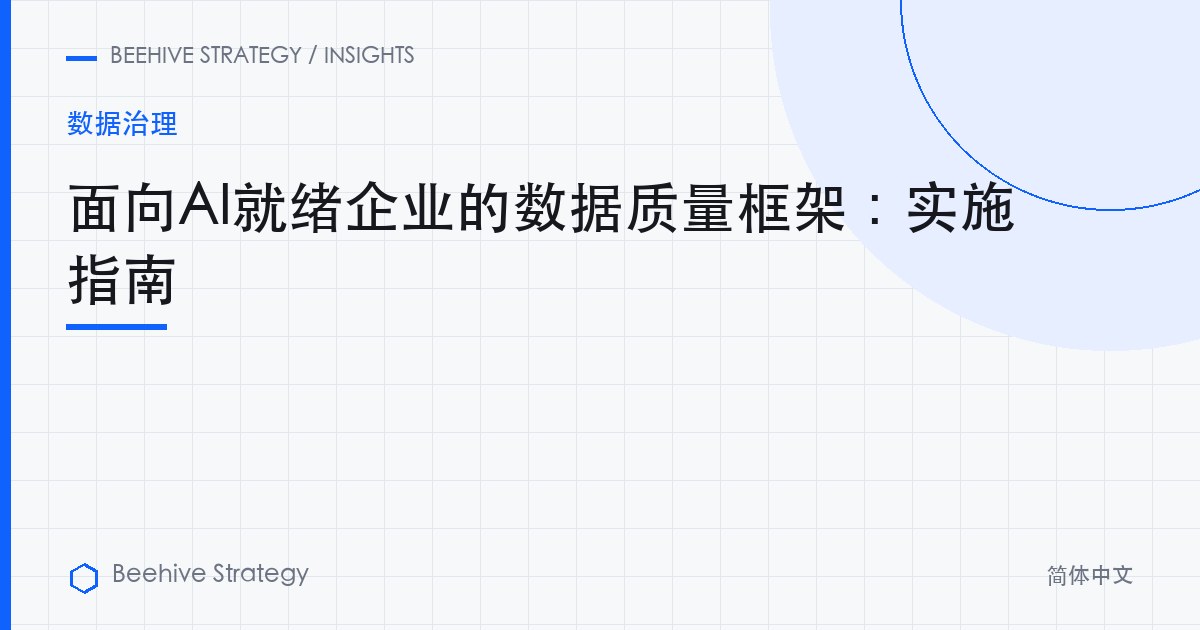 BEEHIVE STRATEGY / INSIGHTS
数据治理
面向AI就绪企业的数据质量框架：实施
指南
Beehive Strategy
简体中文